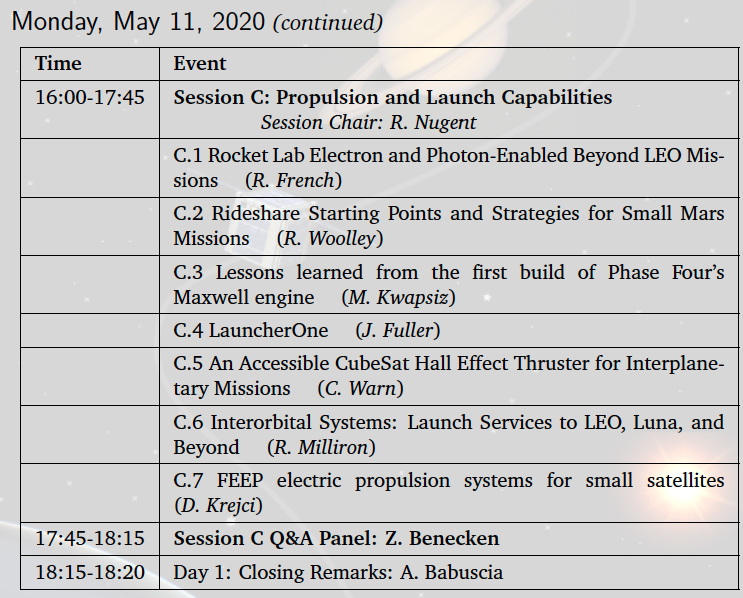 Monday, May 11, 2020 (continued)
Time Event
16:00-17:45 Session C: Propulsion and Launch Capabilities
Session Chair: R. Nugent
C.1 Rocket Lab Electron and Photon-Enabled Beyond LEO Mis-
sions (R. French)
C.2 Rideshare Starting Points and Strategies for Small Mars
Missions (R. Woolley)
C.3 Lessons learned from the first build of Phase Four's
Maxwell engine (M. Kwapsiz)
C.4 LauncherOne (J. Fuller)
C.5 An Accessible CubeSat Hall Effect Thruster for Interplane-
tary Missions (C. Warn)
C.6 Interorbital Systems: Launch Services to LEO, Luna, and
Beyond (R. Milliron)
C.7 FEEP electric propulsion systems for small satellites
(D. Krejci)
17:45-18:15 Session C Q&A Panel: Z. Benecken
18:15-18:20 Day 1: Closing Remarks: A. Babuscia